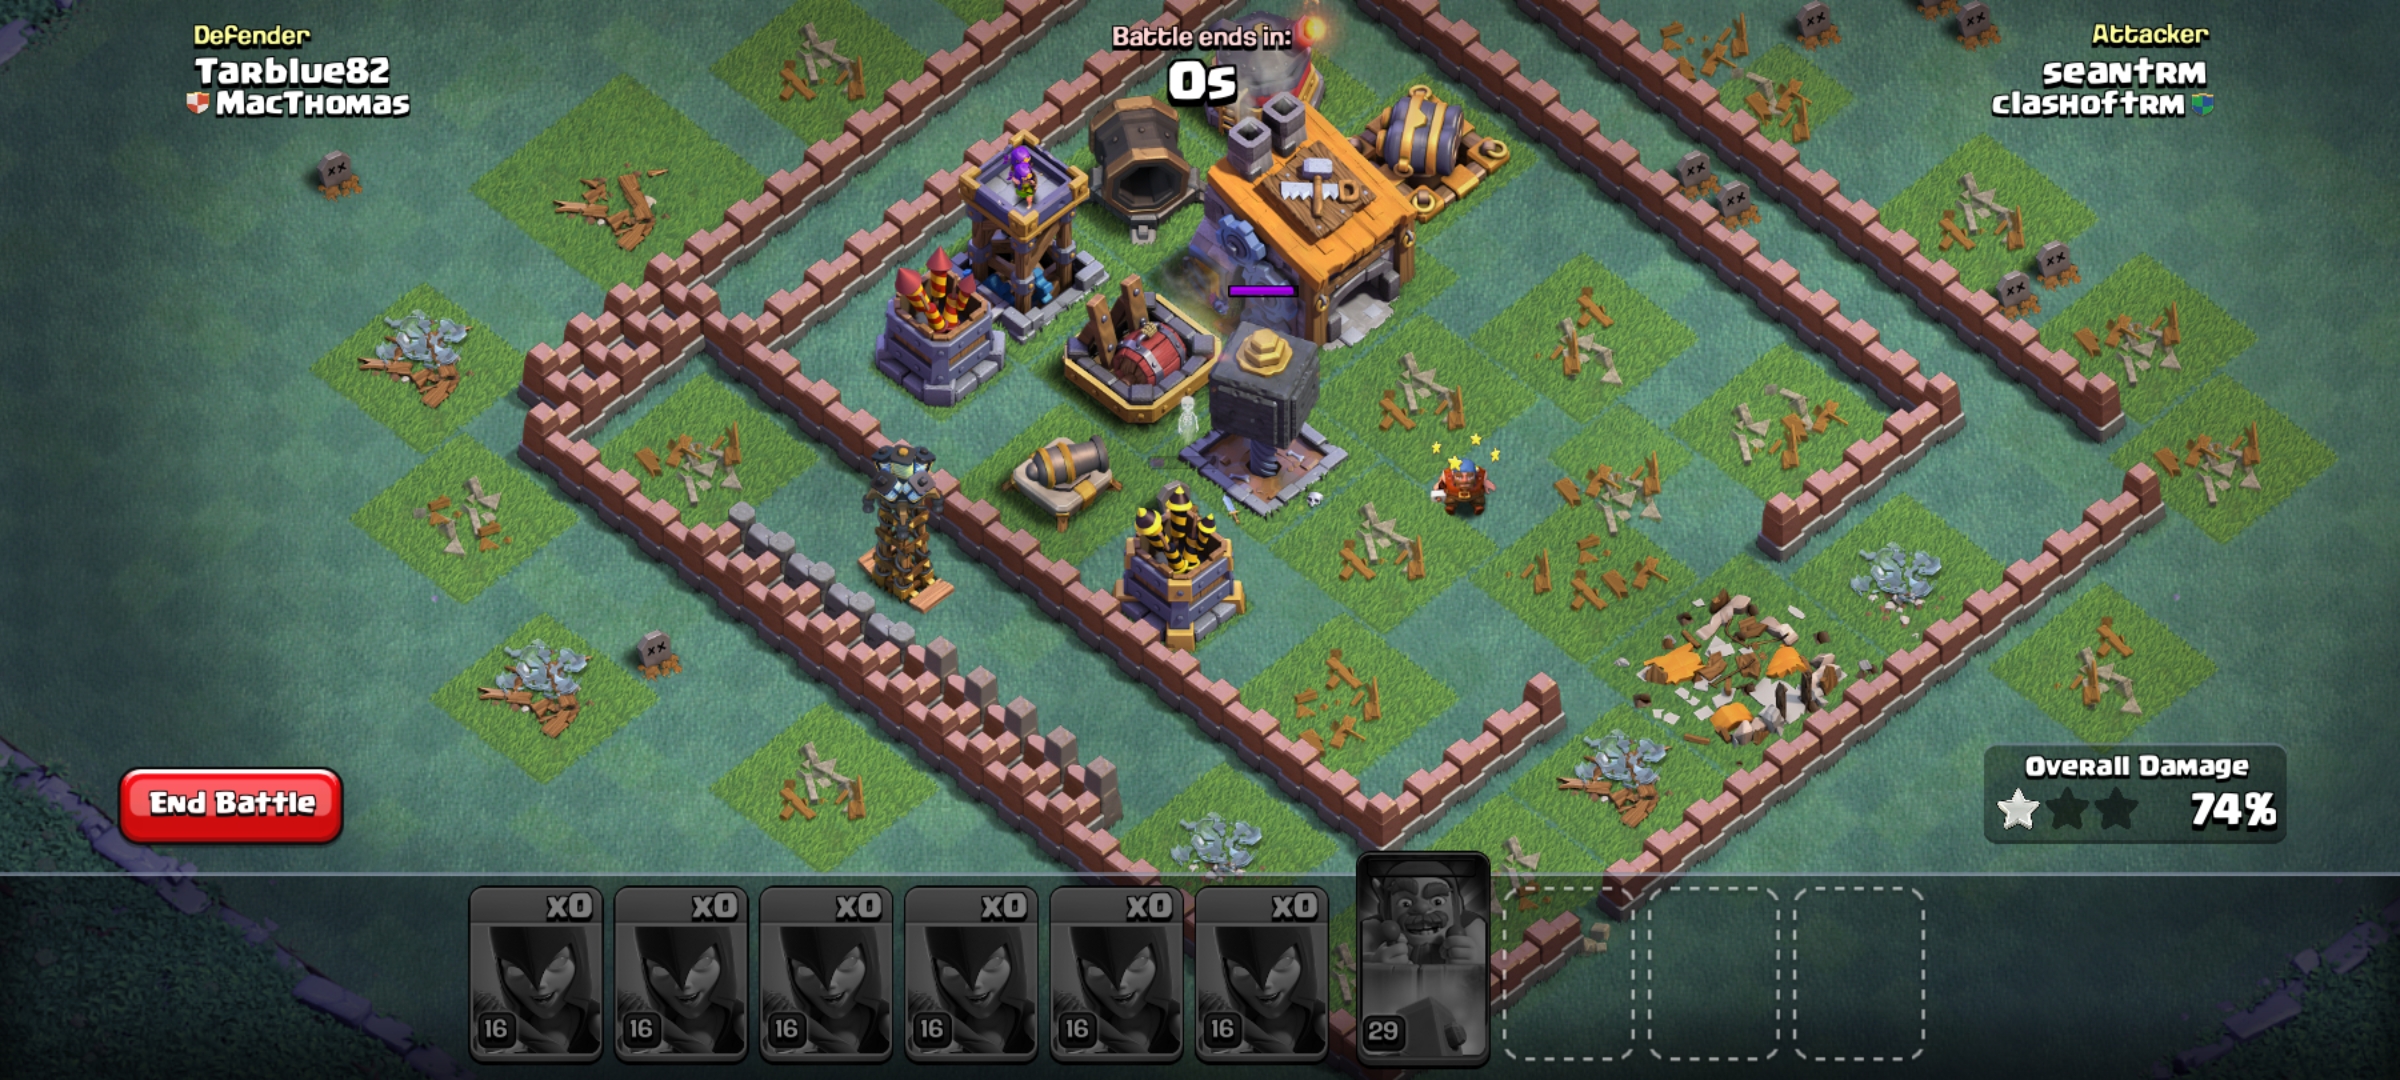 Defender
Tarblue82
MacThomas
Battle ends in:
0s
Attacker
seantRM
clashoftRM
End Battle
Overall Damage
74%
x0 x0 x0 x0 x0 x0
16 16 16 16 16 16 29